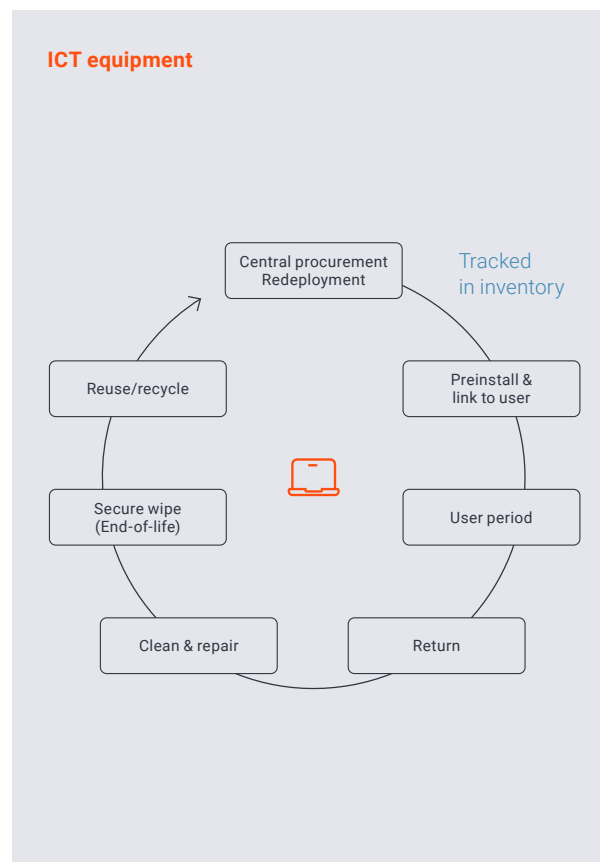 ICT equipment
Central procurement
Redeployment
Tracked
in inventory
Preinstall &
link to user
User period
Return
Clean & repair
Secure wipe
(End-of-life)
Reuse/recycle